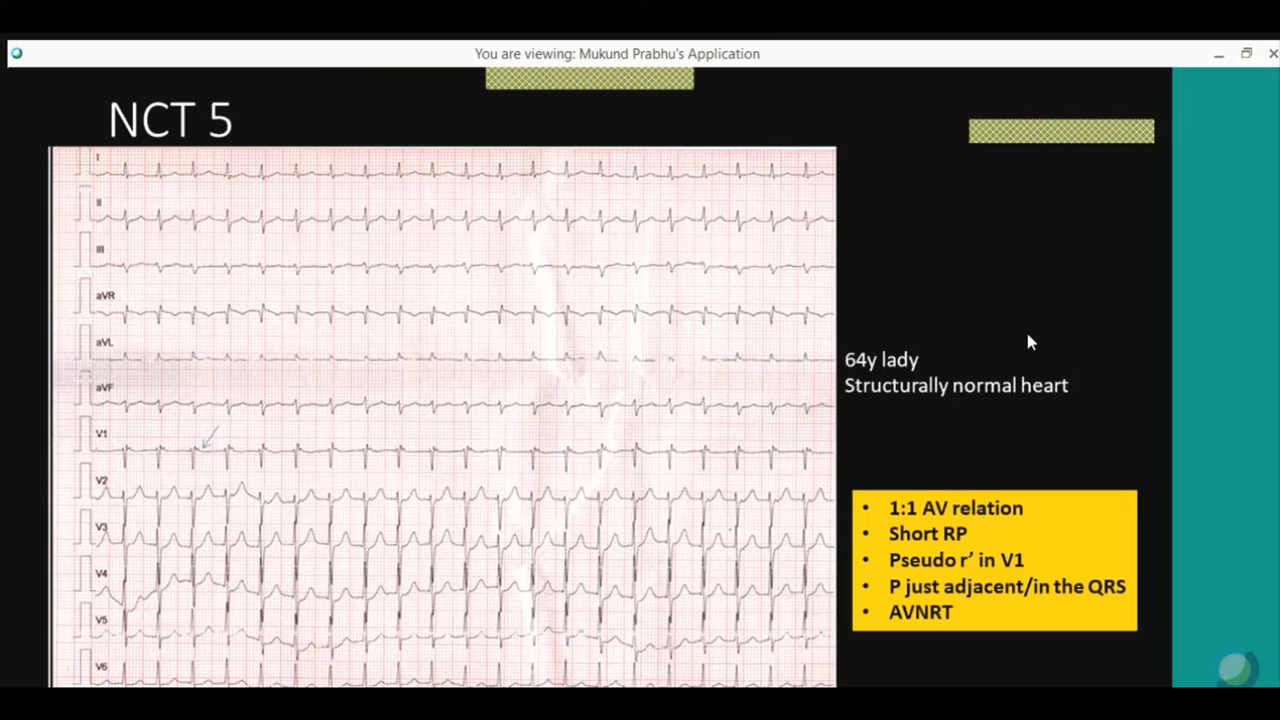 You are viewing: Mukund Prabhu's Application
NCT 5
I
II
III
aVR
aVL
aVF
V1
V2
V3
V4
V5
V6
64y lady
Structurally normal heart
• 1:1 AV relation
• Short RP
• Pseudo r’ in V1
• P just adjacent/in the QRS
• AVNRT